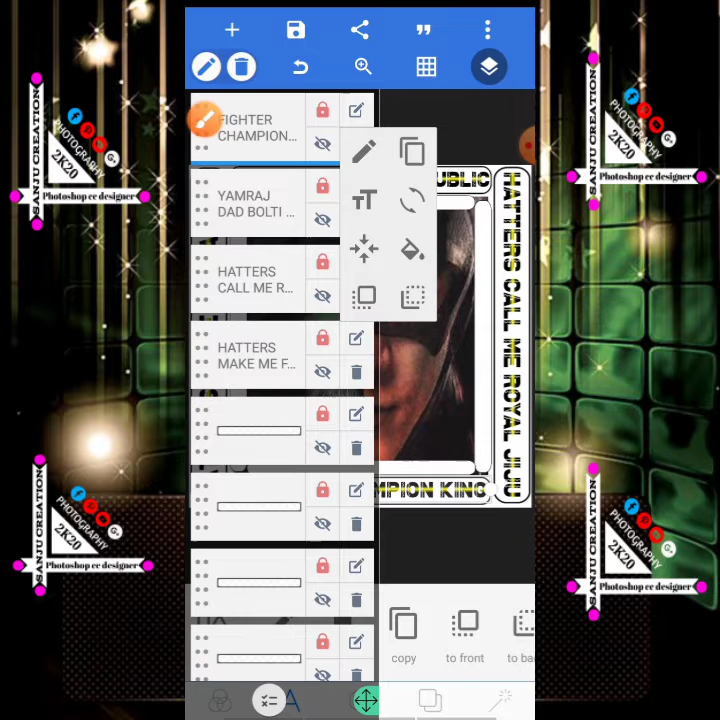 FIGHTER
CHAMPION...
YAMRAJ
DAD BOLTI ...
HATTERS
CALL ME R...
HATTERS
MAKE ME F...
UBLIC
HATTERS CALL ME ROYAL JIJU
MPION KING
copy
to front
to ba
SANJU CREATION
PHOTOGRAPHY
2K20
G+
Photoshop cc designer
SANJU CREATION
PHOTOGRAPHY
2K20
G+
Photoshop cc designer
SANJU CREATION
PHOTOGRAPHY
2K20
G+
Photoshop cc designer
SANJU CREATION
PHOTOGRAPHY
2K20
G+
Photoshop cc designer